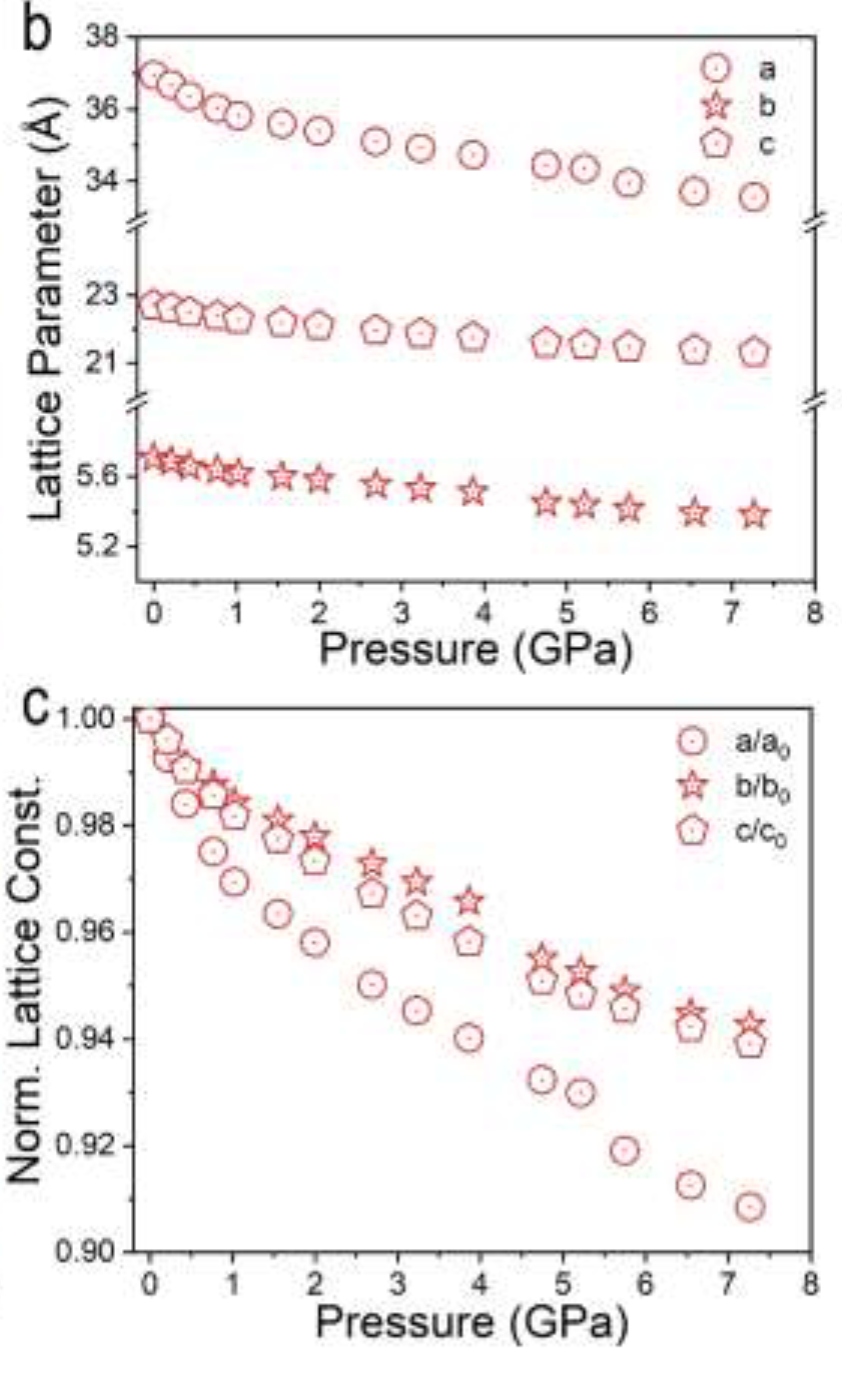 b
38
36
34
23
21
5.6
5.2
Lattice Parameter (Å)
a
b
c
0 1 2 3 4 5 6 7 8
Pressure (GPa)
c
1.00
0.98
0.96
0.94
0.92
0.90
Norm. Lattice Const.
a/a₀
b/b₀
c/c₀
0 1 2 3 4 5 6 7 8
Pressure (GPa)